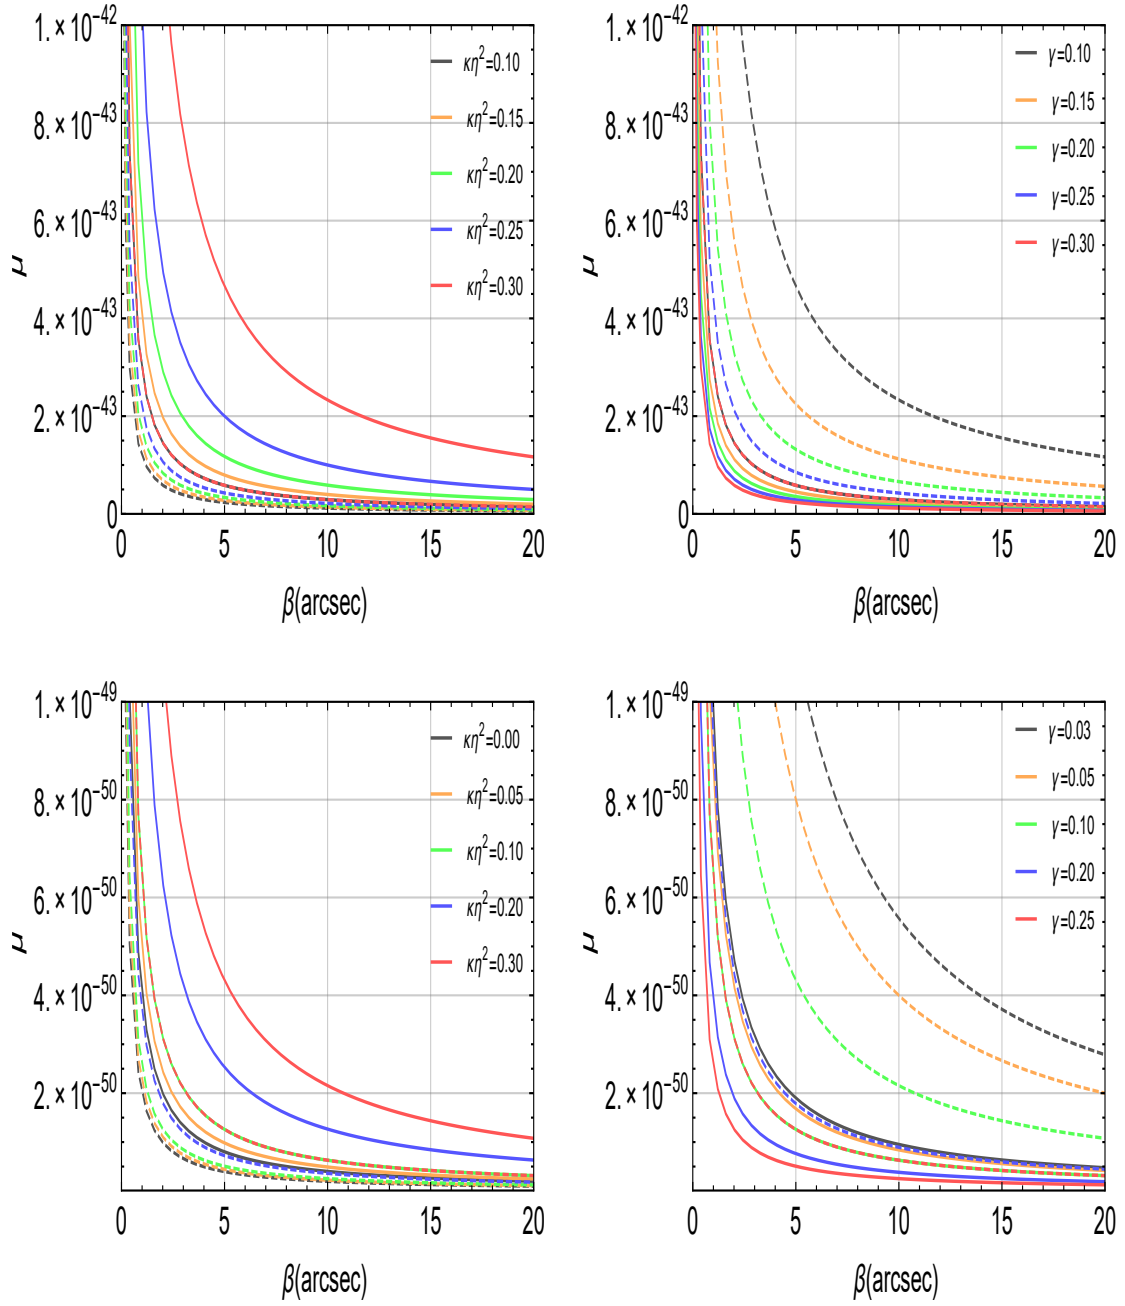 1.×10⁻⁴²
8.×10⁻⁴³
6.×10⁻⁴³
4.×10⁻⁴³
2.×10⁻⁴³
0
μ
κη²=0.10
κη²=0.15
κη²=0.20
κη²=0.25
κη²=0.30
0 5 10 15 20
β(arcsec)
1.×10⁻⁴²
8.×10⁻⁴³
6.×10⁻⁴³
4.×10⁻⁴³
2.×10⁻⁴³
0
μ
γ=0.10
γ=0.15
γ=0.20
γ=0.25
γ=0.30
0 5 10 15 20
β(arcsec)
1.×10⁻⁴⁹
8.×10⁻⁵⁰
6.×10⁻⁵⁰
4.×10⁻⁵⁰
2.×10⁻⁵⁰
μ
κη²=0.00
κη²=0.05
κη²=0.10
κη²=0.20
κη²=0.30
0 5 10 15 20
β(arcsec)
1.×10⁻⁴⁹
8.×10⁻⁵⁰
6.×10⁻⁵⁰
4.×10⁻⁵⁰
2.×10⁻⁵⁰
μ
γ=0.03
γ=0.05
γ=0.10
γ=0.20
γ=0.25
0 5 10 15 20
β(arcsec)